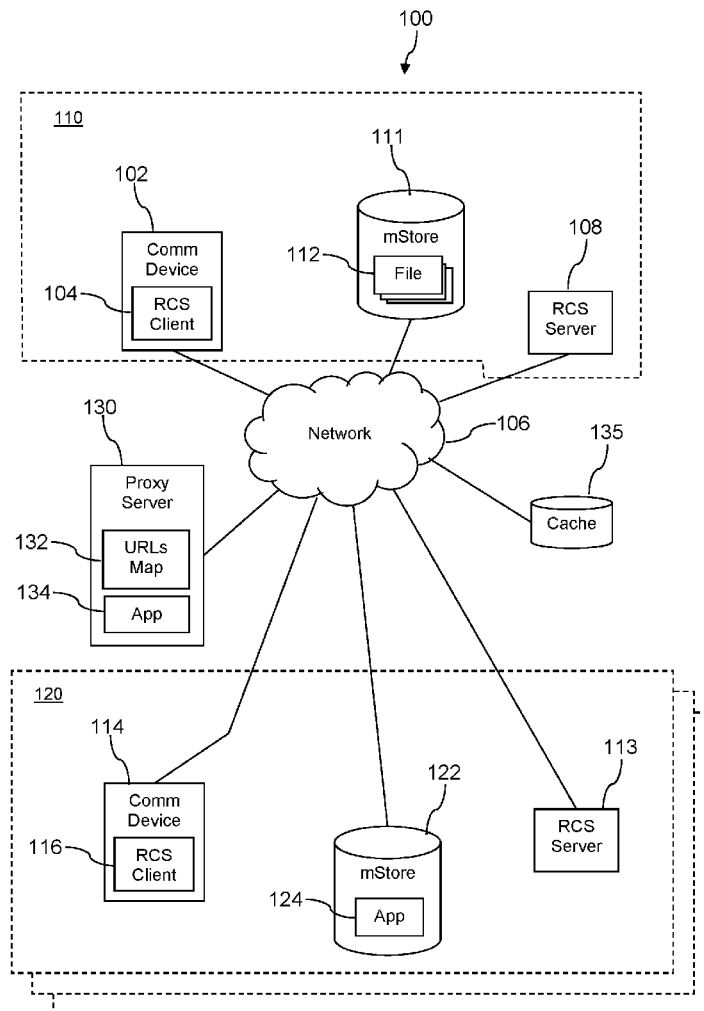 100
110
111
102
mStore
108
Comm
Device
112
File
104
RCS
Client
RCS
Server
130
Network
106
135
Proxy
Server
Cache
132
URLs
Map
134
App
120
114
122
113
Comm
Device
RCS
Server
116
RCS
Client
mStore
124
App